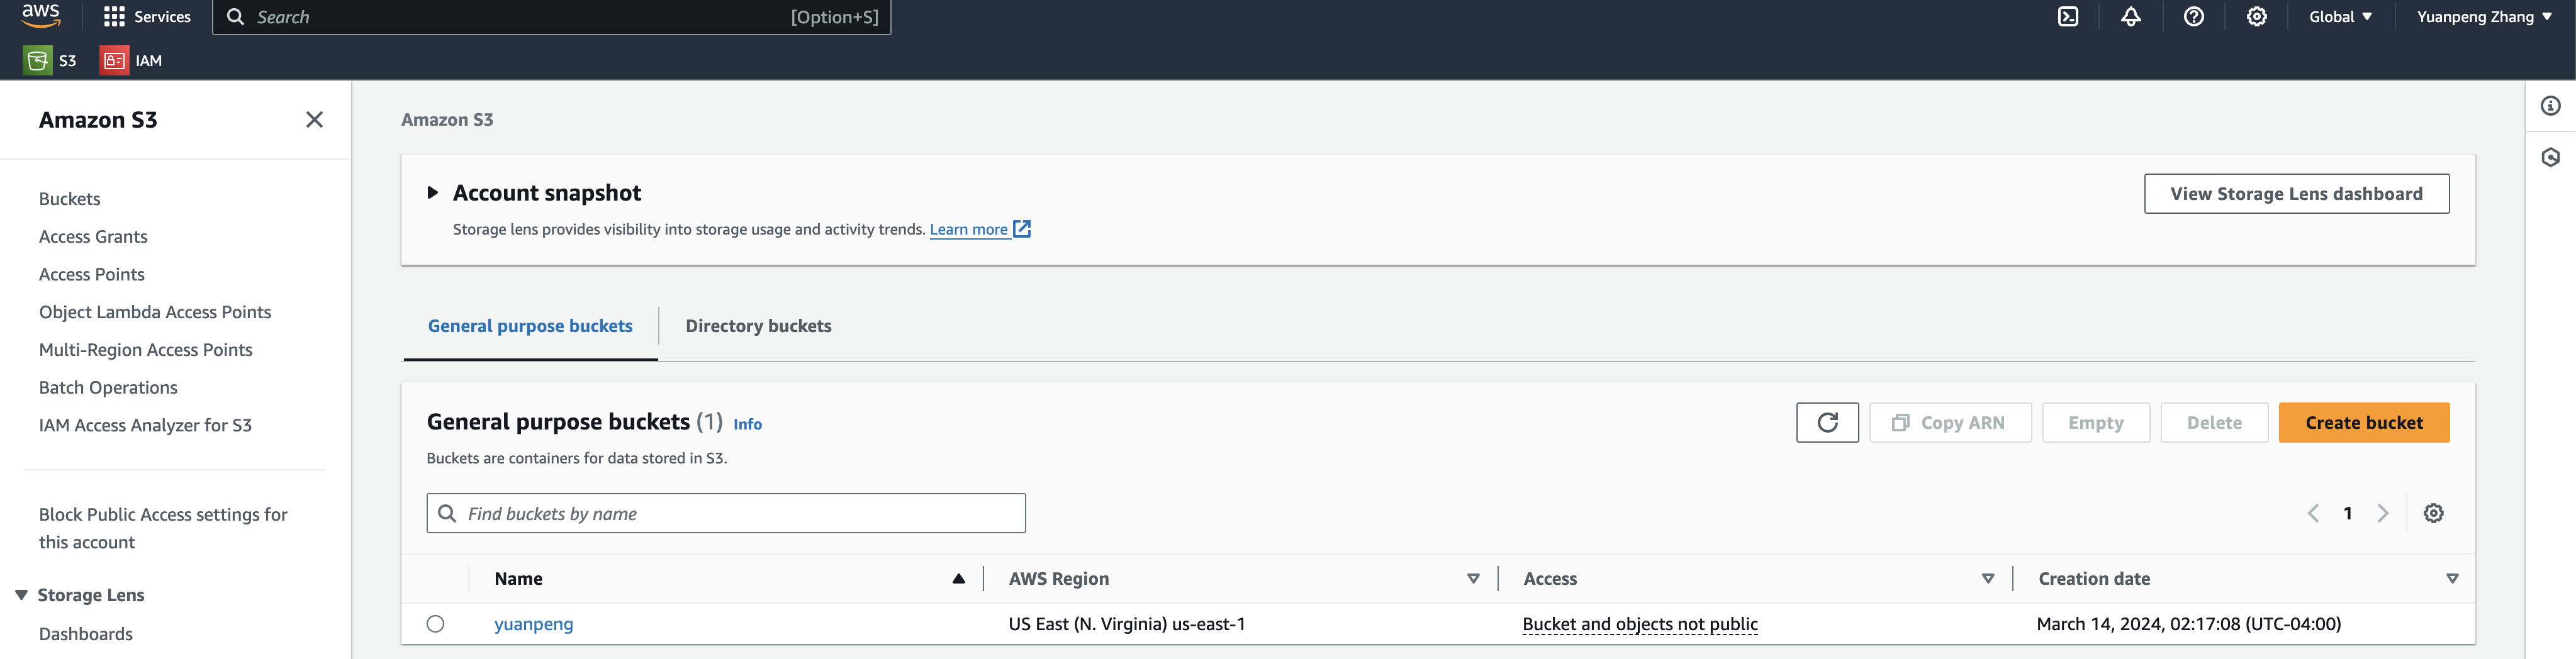 aws
Services
Search
[Option+S]
Global
Yuanpeng Zhang
S3
IAM
Amazon S3
Buckets
Access Grants
Access Points
Object Lambda Access Points
Multi-Region Access Points
Batch Operations
IAM Access Analyzer for S3
Block Public Access settings for
this account
Storage Lens
Dashboards
Amazon S3
Account snapshot
View Storage Lens dashboard
Storage lens provides visibility into storage usage and activity trends. Learn more
General purpose buckets
Directory buckets
General purpose buckets (1) Info
Copy ARN
Empty
Delete
Create bucket
Buckets are containers for data stored in S3.
Find buckets by name
1
Name
AWS Region
Access
Creation date
yuanpeng
US East (N. Virginia) us-east-1
Bucket and objects not public
March 14, 2024, 02:17:08 (UTC-04:00)